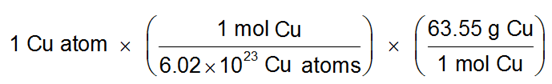 1 Cu atom × (1 mol Cu / 6.02 × 10²³ Cu atoms) × (63.55 g Cu / 1 mol Cu)